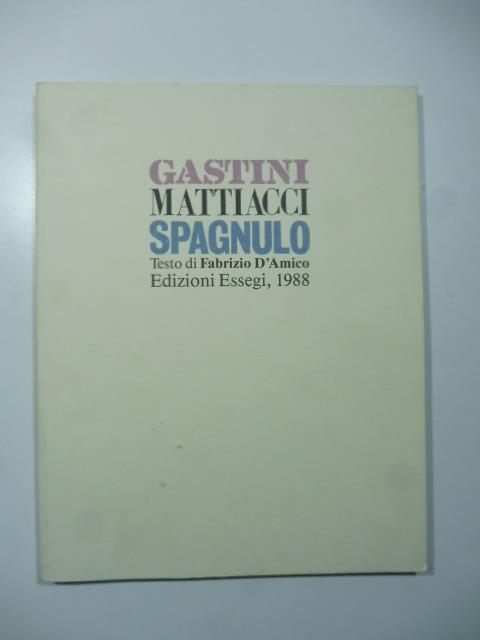 GASTINI
MATTIACCI
SPAGNULO
Testo di Fabrizio D'Amico
Edizioni Essegi, 1988